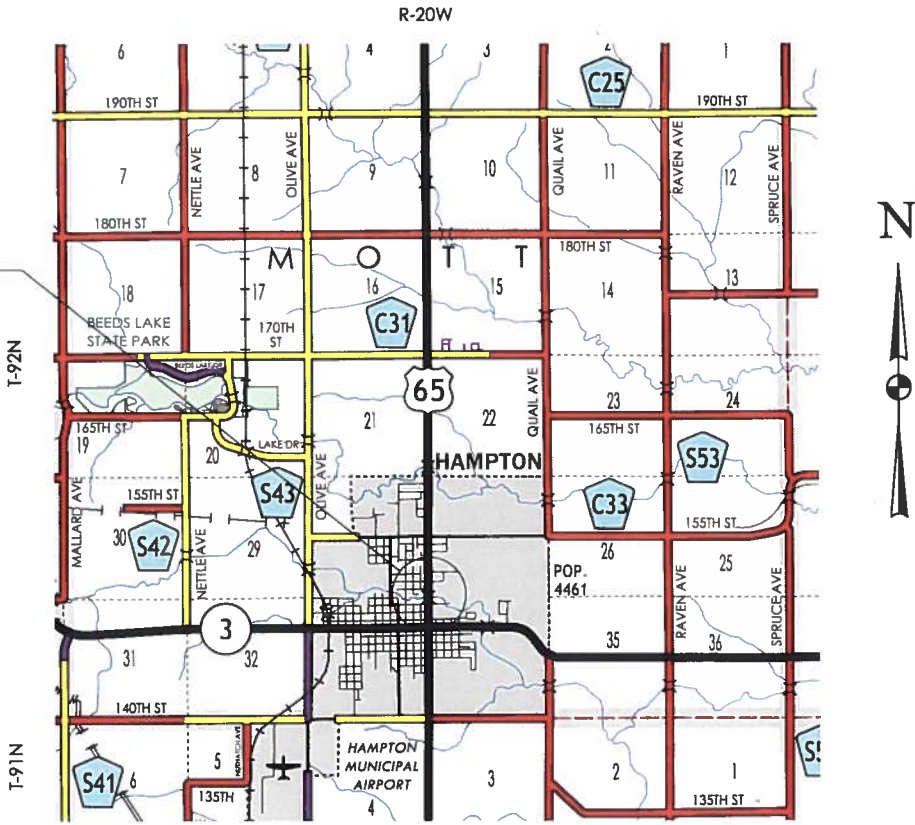 R-20W
6
4
3
2
1
C25
190TH ST
190TH ST
7
NETTLE AVE
8
OLIVE AVE
9
10
QUAIL AVE
11
RAVEN AVE
12
SPRUCE AVE
180TH ST
180TH ST
N
M O T T
18
17
16
15
14
13
C31
BEEDS LAKE
STATE PARK
170TH
ST
T-92N
BEEDS LAKE DR
65
QUAIL AVE
21
22
23
24
165TH ST
165TH ST
19
20
LAKE DR
OLIVE AVE
HAMPTON
S53
MALLARD AVE
S43
155TH ST
C33
155TH ST
30
S42
NETTLE AVE
29
26
25
POP.
4461
RAVEN AVE
SPRUCE AVE
3
31
32
35
36
140TH ST
T-91N
HAMPTON
MUNICIPAL
AIRPORT
S41
6
5
4
3
2
1
135TH
135TH ST